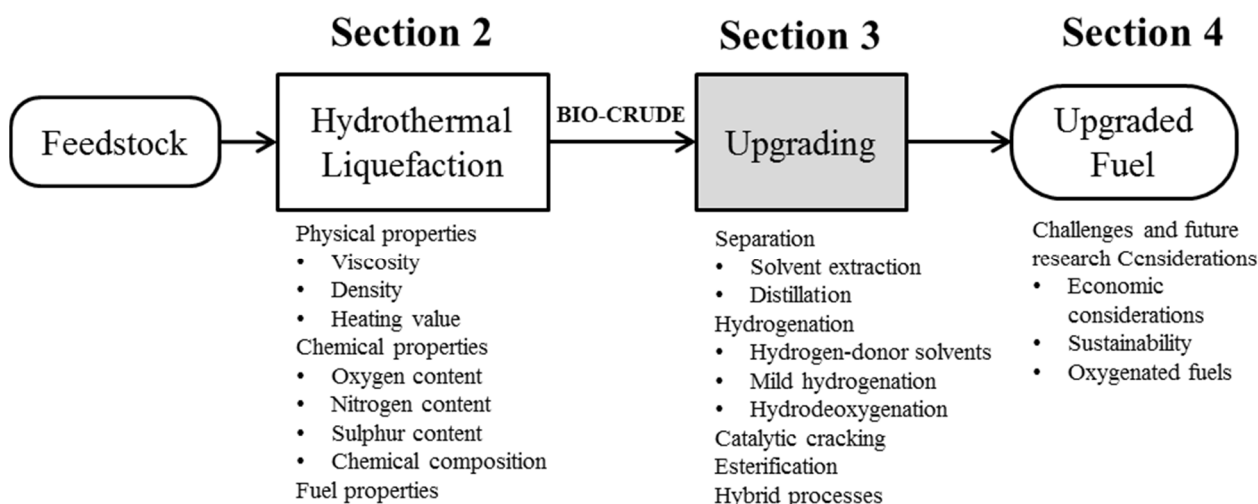 Section 2
Section 3
Section 4
Feedstock
Hydrothermal
Liquefaction
BIO-CRUDE
Upgrading
Upgraded
Fuel
Physical properties
• Viscosity
• Density
• Heating value
Chemical properties
• Oxygen content
• Nitrogen content
• Sulphur content
• Chemical composition
Fuel properties
Separation
• Solvent extraction
• Distillation
Hydrogenation
• Hydrogen-donor solvents
• Mild hydrogenation
• Hydrodeoxygenation
Catalytic cracking
Esterification
Hybrid processes
Challenges and future
research Considerations
• Economic
considerations
• Sustainability
• Oxygenated fuels